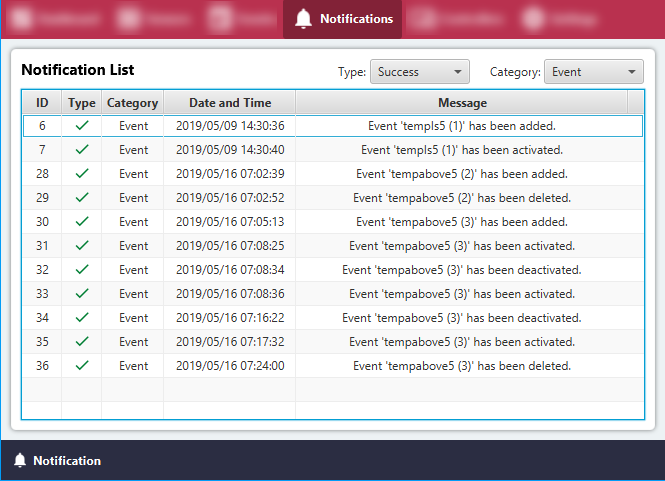 Notifications
Notification List
Type: Success Category: Event
ID Type Category Date and Time Message
6 Event 2019/05/09 14:30:36 Event 'templs5 (1)' has been added.
7 Event 2019/05/09 14:30:40 Event 'templs5 (1)' has been activated.
28 Event 2019/05/16 07:02:39 Event 'tempabove5 (2)' has been added.
29 Event 2019/05/16 07:02:52 Event 'tempabove5 (2)' has been deleted.
30 Event 2019/05/16 07:05:13 Event 'tempabove5 (3)' has been added.
31 Event 2019/05/16 07:08:25 Event 'tempabove5 (3)' has been activated.
32 Event 2019/05/16 07:08:34 Event 'tempabove5 (3)' has been deactivated.
33 Event 2019/05/16 07:08:36 Event 'tempabove5 (3)' has been activated.
34 Event 2019/05/16 07:16:22 Event 'tempabove5 (3)' has been deactivated.
35 Event 2019/05/16 07:17:32 Event 'tempabove5 (3)' has been activated.
36 Event 2019/05/16 07:24:00 Event 'tempabove5 (3)' has been deleted.
Notification